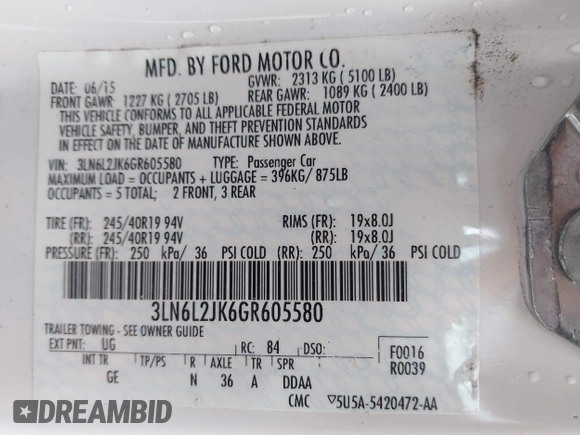 MFD. BY FORD MOTOR CO.
DATE: 06/15 GVWR: 2313 KG ( 5100 LB)
FRONT GAWR: 1227 KG ( 2705 LB) REAR GAWR: 1089 KG ( 2400 LB)
THIS VEHICLE CONFORMS TO ALL APPLICABLE FEDERAL MOTOR
VEHICLE SAFETY, BUMPER, AND THEFT PREVENTION STANDARDS
IN EFFECT ON THE DATE OF MANUFACTURE SHOWN ABOVE.
VIN: 3LN6L2JK6GR605580 TYPE: Passenger Car
MAXIMUM LOAD = OCCUPANTS + LUGGAGE = 396KG/ 875LB
OCCUPANTS = 5 TOTAL; 2 FRONT, 3 REAR
TIRE (FR): 245/40R19 94V RIMS (FR): 19x8.0J
(RR): 245/40R19 94V (RR): 19x8.0J
PRESSURE (FR): 250 kPa/ 36 PSI COLD (RR): 250 kPa/ 36 PSI COLD
3LN6L2JK6GR605580
TRAILER TOWING - SEE OWNER GUIDE
EXT PNT: UG RC: 84 DSO: F0016
INT TR TP/PS R AXLE TR SPR R0039
GE N 36 A DDAA
CMC ▽5U5A-5420472-AA
DREAMBID